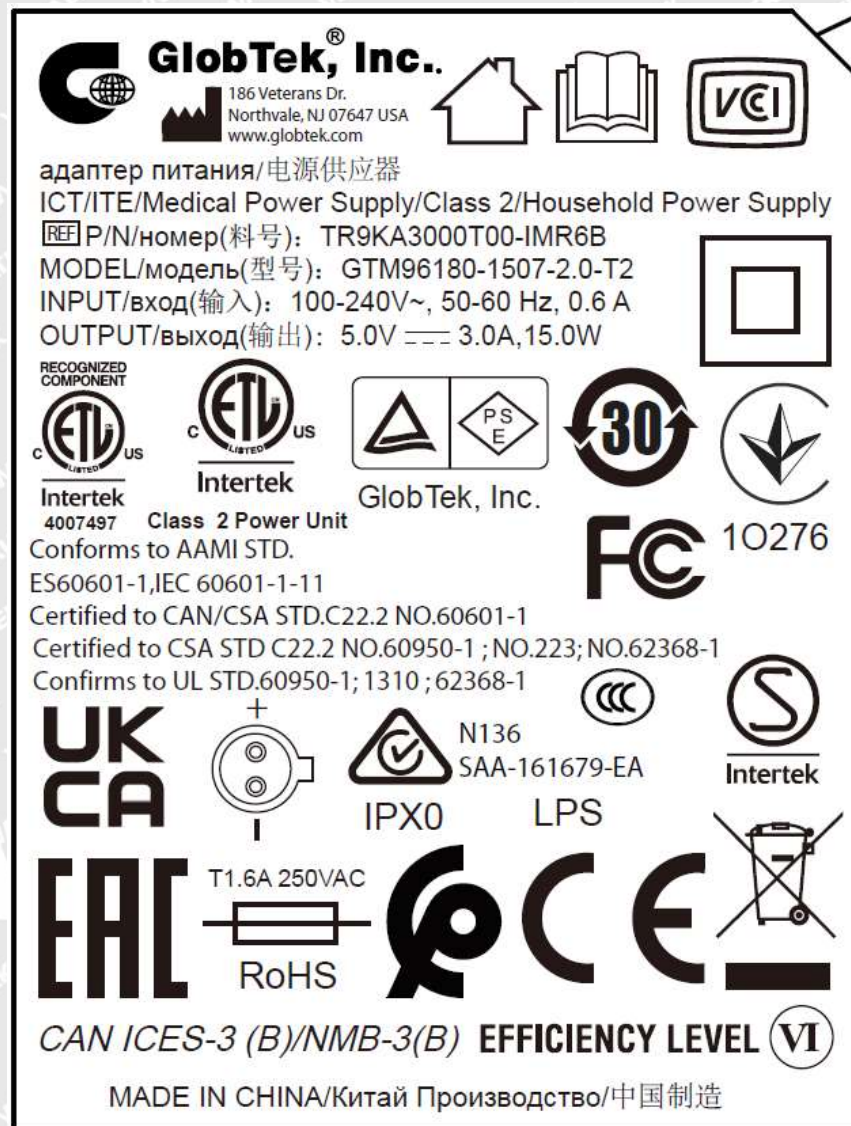 GlobTek,® Inc.
186 Veterans Dr.
Northvale, NJ 07647 USA
www.globtek.com
VCI
адаптер питания/电源供应器
ICT/ITE/Medical Power Supply/Class 2/Household Power Supply
REF P/N/номер(料号): TR9KA3000T00-IMR6B
MODEL/модель(型号): GTM96180-1507-2.0-T2
INPUT/вход(输入): 100-240V~, 50-60 Hz, 0.6 A
OUTPUT/выход(输出): 5.0V ⎓ 3.0A,15.0W
RECOGNIZED
COMPONENT
C ETL US
LISTED
Intertek
4007497
C ETL US
LISTED
Intertek
Class 2 Power Unit
PS
E
GlobTek, Inc.
30
1O276
FC
Conforms to AAMI STD.
ES60601-1,IEC 60601-1-11
Certified to CAN/CSA STD.C22.2 NO.60601-1
Certified to CSA STD C22.2 NO.60950-1 ; NO.223; NO.62368-1
Confirms to UL STD.60950-1; 1310 ; 62368-1
CCC
S
Intertek
UK
CA
+
-
N136
SAA-161679-EA
IPX0
LPS
EAC
T1.6A 250VAC
RoHS
CE
CAN ICES-3 (B)/NMB-3(B) EFFICIENCY LEVEL VI
MADE IN CHINA/Китай Производство/中国制造